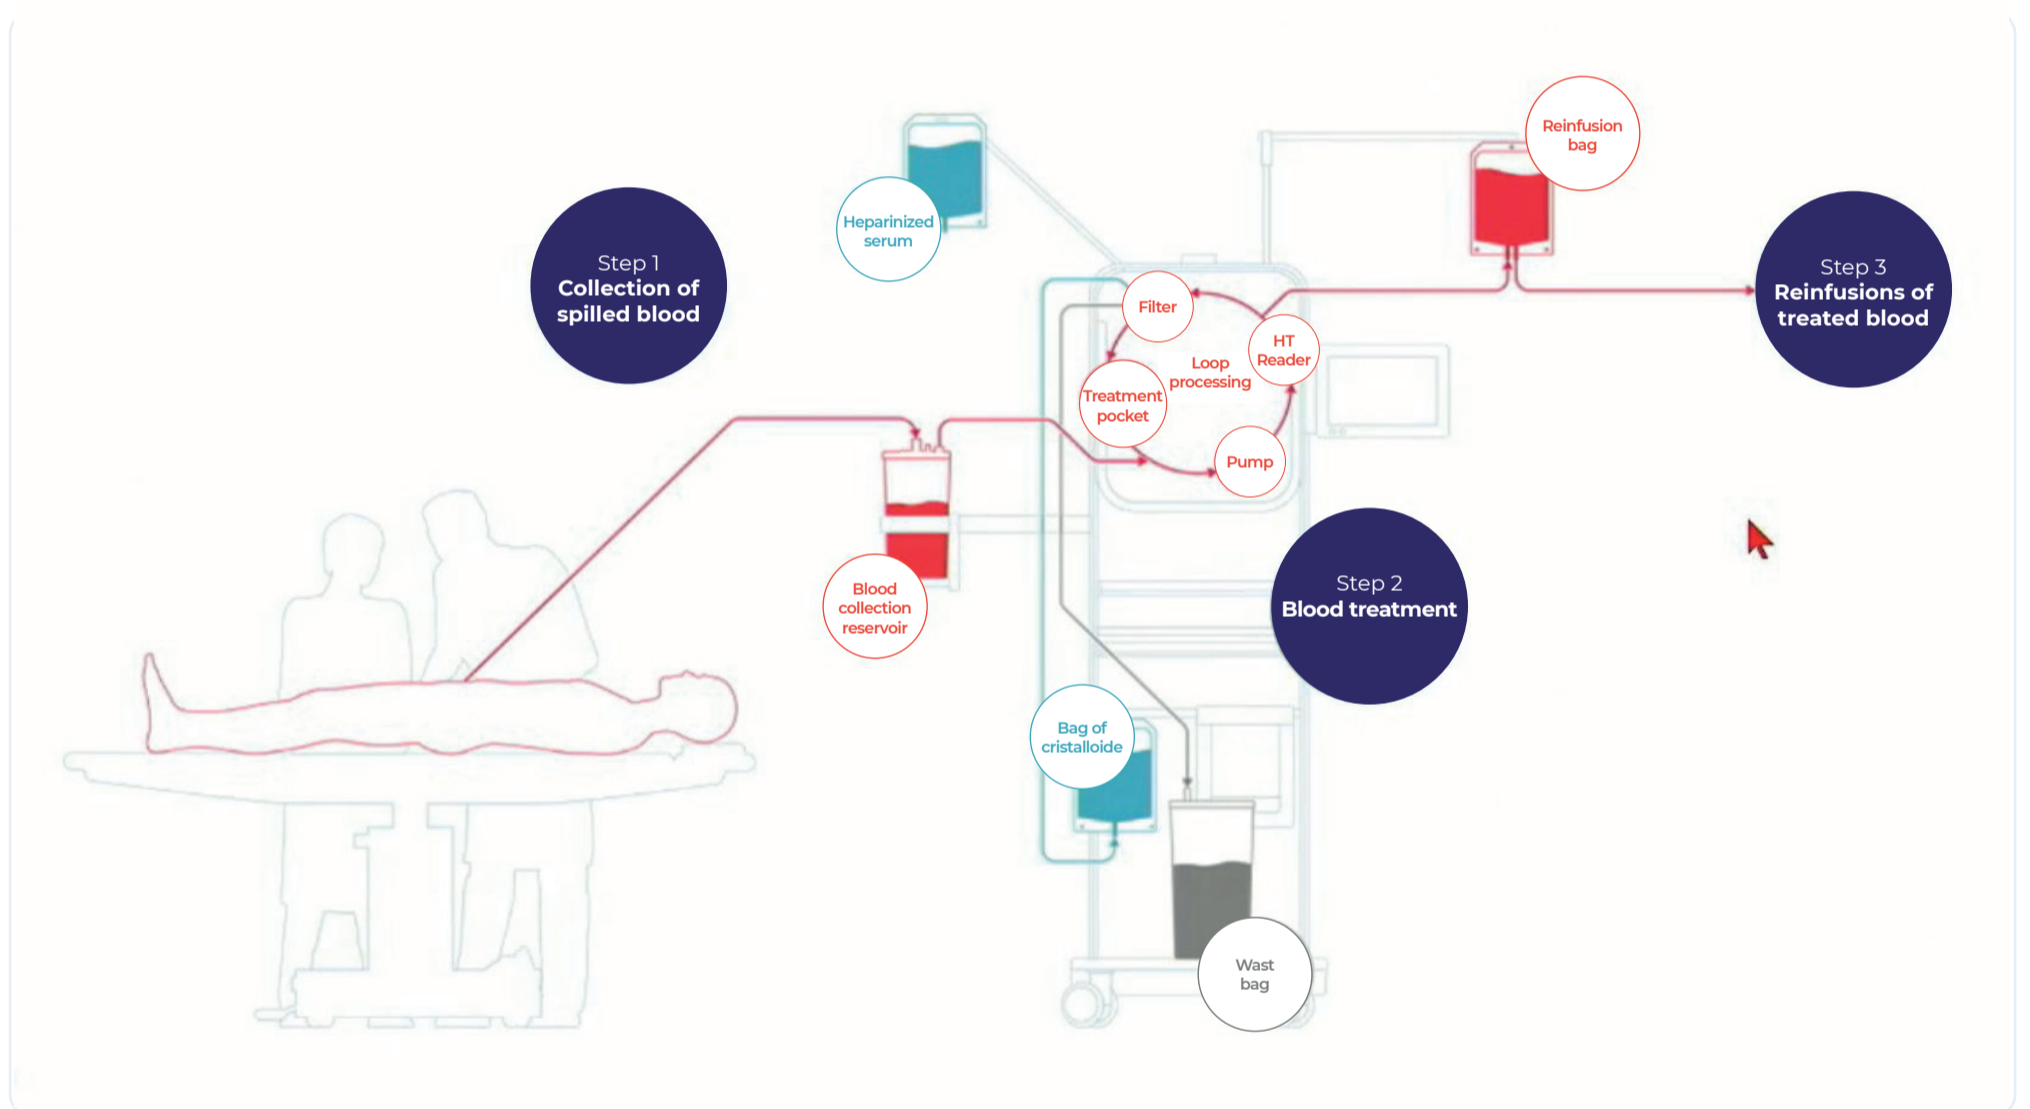 Step 1
Collection of
spilled blood
Heparinized
serum
Reinfusion
bag
Step 3
Reinfusions of
treated blood
Filter
HT
Reader
Loop
processing
Treatment
pocket
Pump
Blood
collection
reservoir
Step 2
Blood treatment
Bag of
cristalloide
Wast
bag